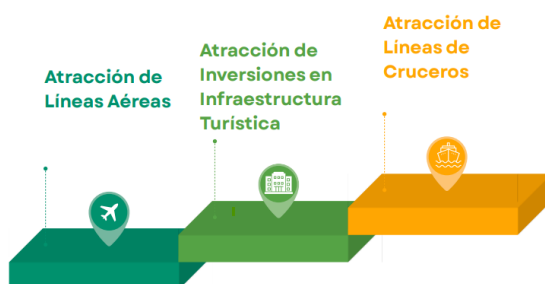 Atracción de
Líneas Aéreas
Atracción de
Inversiones en
Infraestructura
Turística
Atracción de
Líneas de
Cruceros